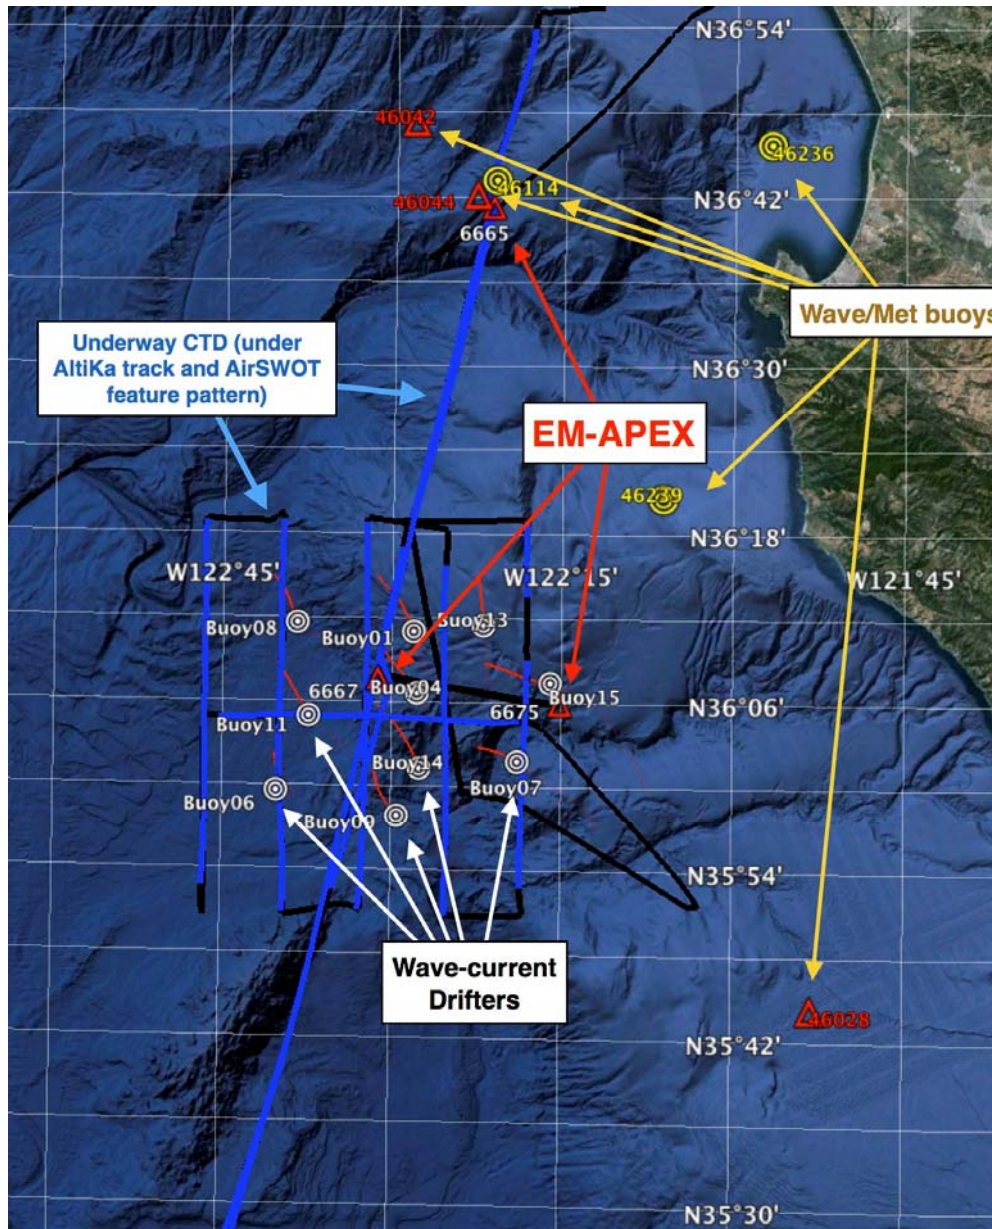 N36°54'
46042
46236
46114
46044
N36°42'
6665
Wave/Met buoys
Underway CTD (under
AltiKa track and AirSWOT
feature pattern)
N36°30'
EM-APEX
46239
N36°18'
W122°45'
W122°15'
W121°45'
Buoy08
Buoy01
Buoy13
6667
Buoy04
Buoy15
6675
N36°06'
Buoy11
Buoy14
Buoy07
Buoy06
Buoy09
N35°54'
Wave-current
Drifters
46028
N35°42'
N35°30'